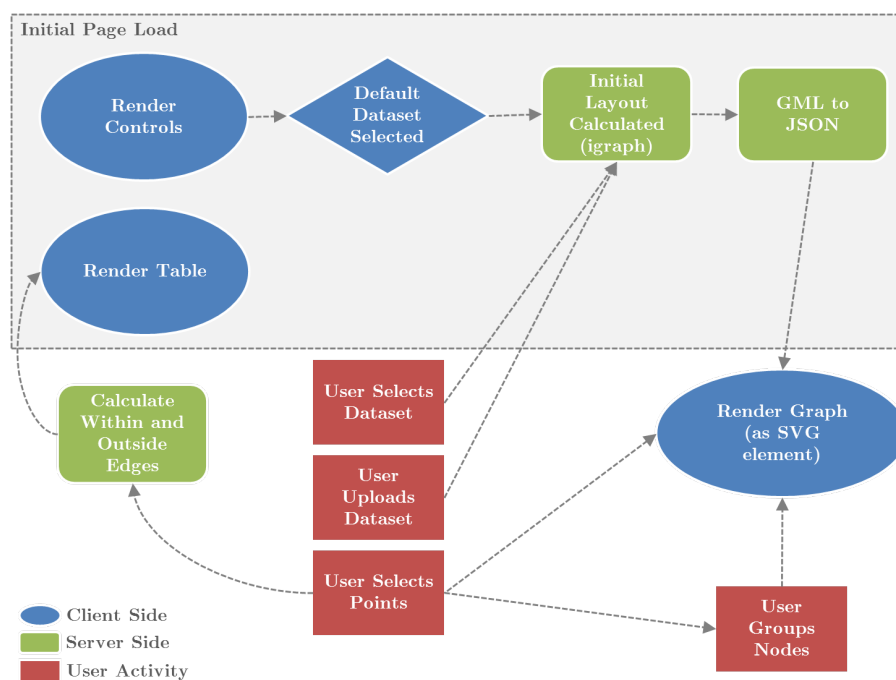 Initial Page Load
Render
Controls
Default
Dataset
Selected
Initial
Layout
Calculated
(igraph)
GML to
JSON
Render Table
Calculate
Within and
Outside
Edges
User Selects
Dataset
User
Uploads
Dataset
User Selects
Points
Render Graph
(as SVG
element)
User
Groups
Nodes
Client Side
Server Side
User Activity